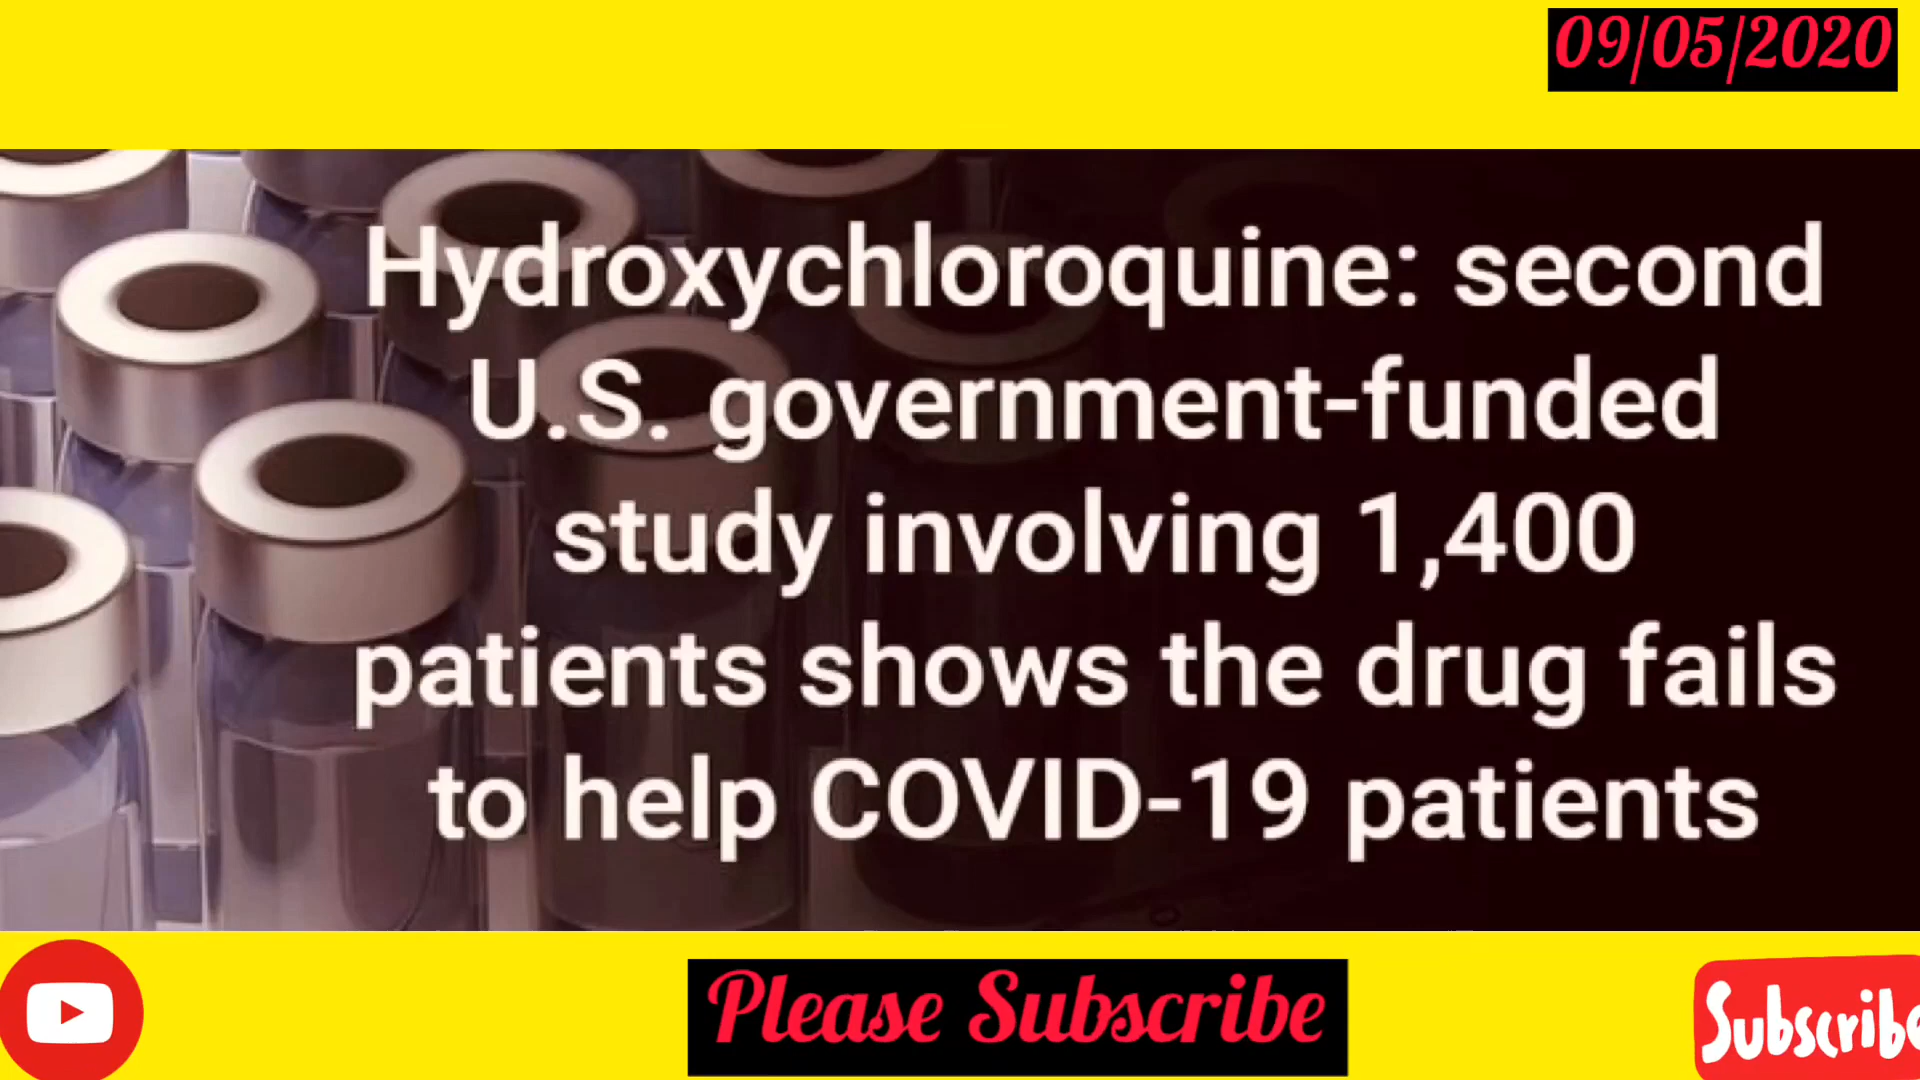 09/05/2020
Hydroxychloroquine: second
U.S. government-funded
study involving 1,400
patients shows the drug fails
to help COVID-19 patients
Please Subscribe
Subscribe